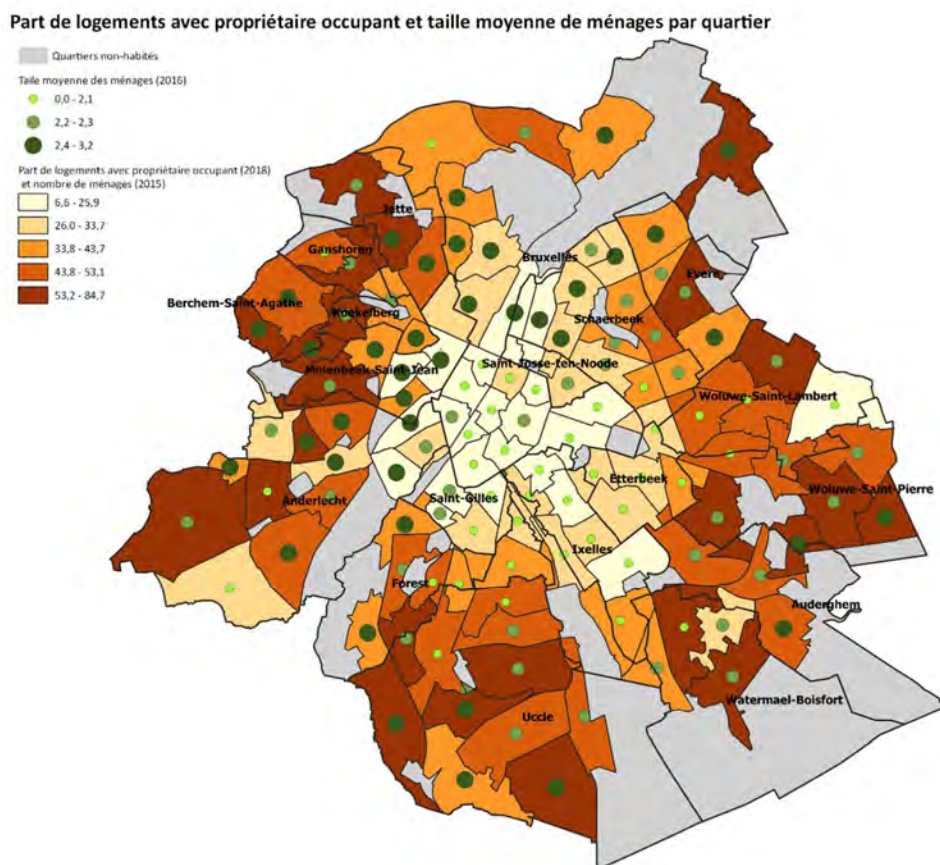 Part de logements avec propriétaire occupant et taille moyenne de ménages par quartier
Quartiers non-habités
Taille moyenne des ménages (2016)
0,0 - 2,1
2,2 - 2,3
2,4 - 3,2
Part de logements avec propriétaire occupant (2018)
et nombre de ménages (2015)
6,6 - 25,9
26,0 - 33,7
33,8 - 43,7
43,8 - 53,1
53,2 - 84,7
Jette
Ganshoren
Bruxelles
Evere
Berchem-Saint-Agathe
Koekelberg
Schaerbeek
Molenbeek-Saint-Jean
Saint-Josse-ten-Noode
Woluwe-Saint-Lambert
Etterbeek
Woluwe-Saint-Pierre
Anderlecht
Saint-Gilles
Ixelles
Forest
Auderghem
Watermael-Boisfort
Uccle